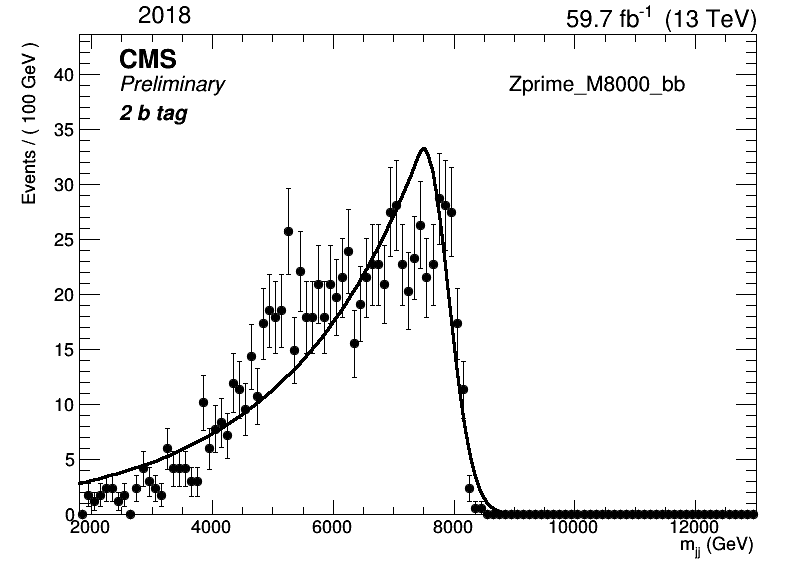 2018 59.7 fb⁻¹ (13 TeV)
CMS
Preliminary
2 b tag
Zprime_M8000_bb
Events / ( 100 GeV )
40
35
30
25
20
15
10
5
0
2000 4000 6000 8000 10000 12000
m_jj (GeV)